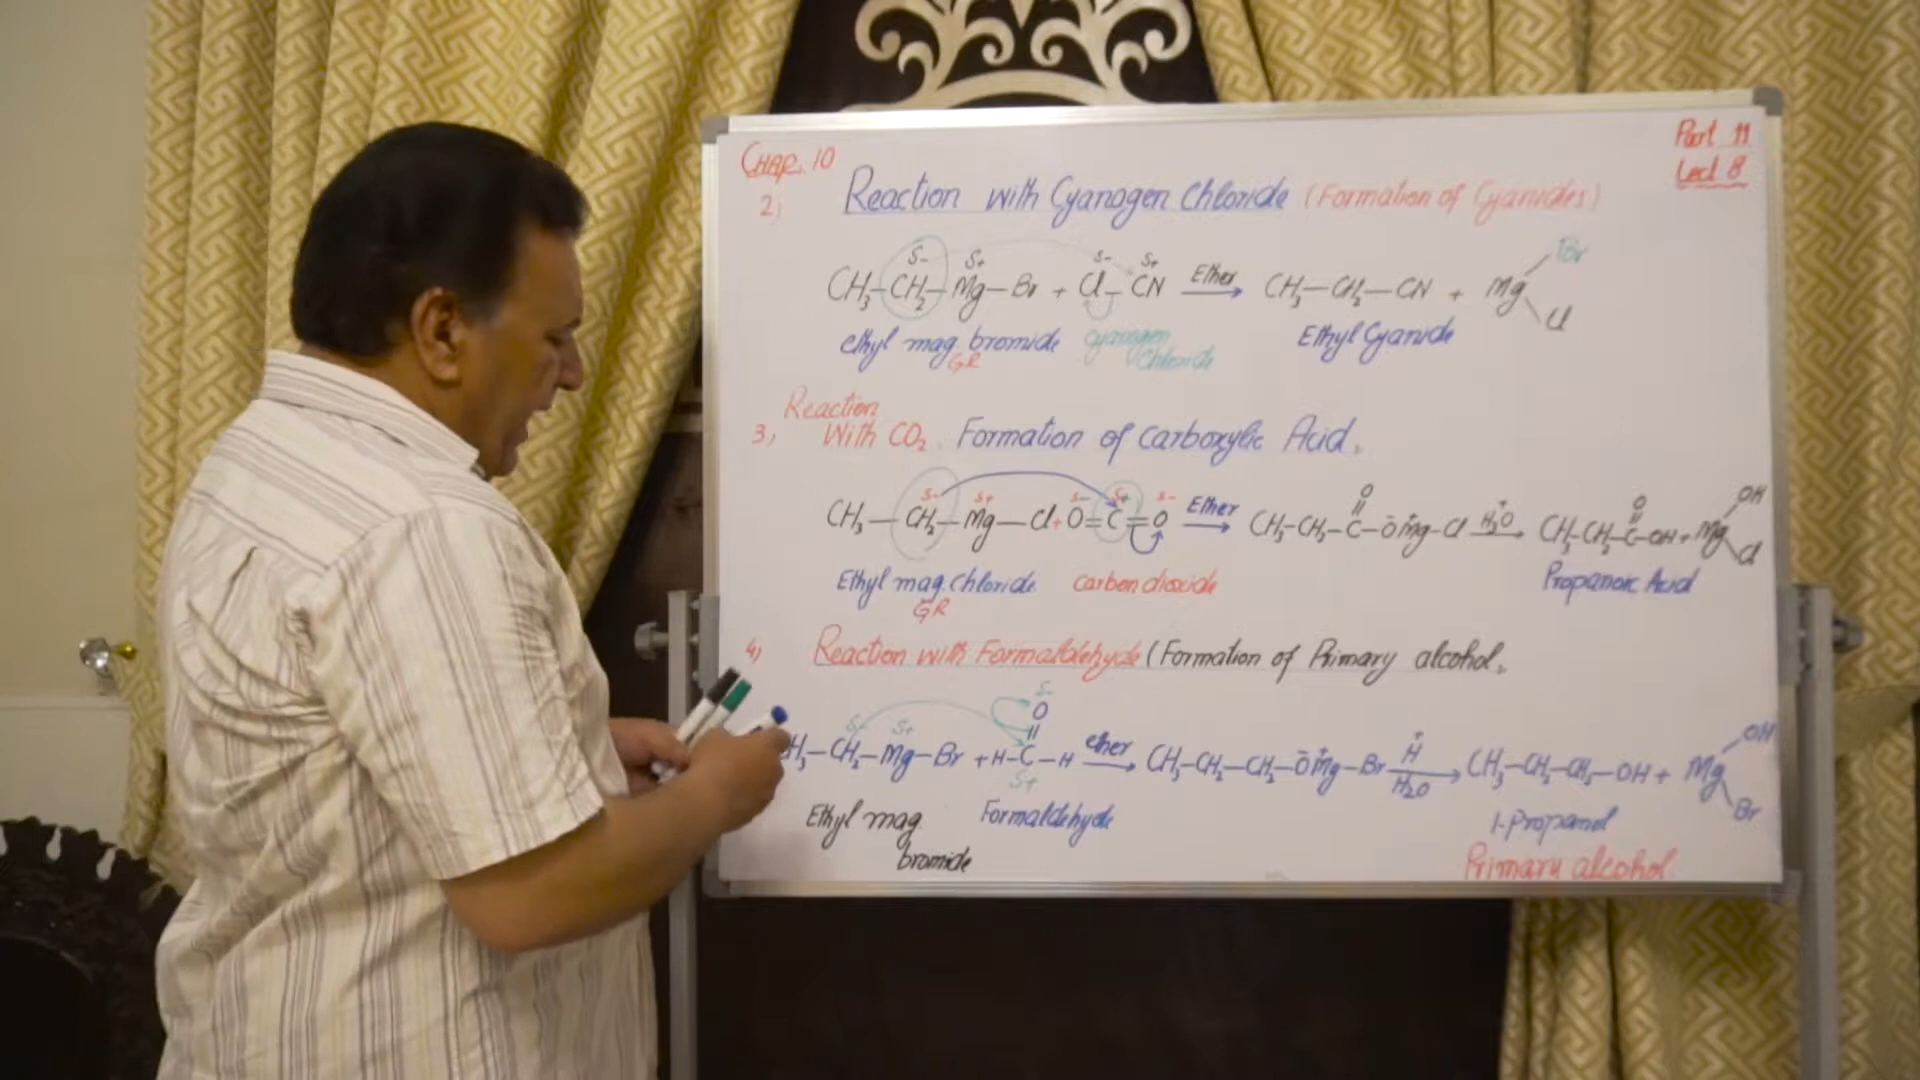 Chap. 10
Part 11
Lect 8
2) Reaction with Cyanogen Chloride (Formation of Cyanides)
δ- δ+ δ- δ+
CH₃–CH₂–Mg–Br + Cl–CN Ether → CH₃–CH₂–CN + Mg Br Cl
ethyl mag. bromide cyanogen Chloride Ethyl Cyanide
GR
3) Reaction With CO₂. Formation of Carboxylic Acid.
δ- δ+ δ- δ+ δ-
CH₃–CH₂–Mg–Cl + O=C=O Ether → CH₃–CH₂–C(=O)–O⁻Mg⁺–Cl H₃⁺O → CH₃–CH₂–C(=O)–OH + Mg OH Cl
Ethyl mag. chloride carbon dioxide Propanoic Acid
GR
4) Reaction with Formaldehyde (Formation of Primary alcohol.
δ- δ+ δ- δ+
H₃–CH₂–Mg–Br + H–C(=O)–H ether → CH₃–CH₂–CH₂–O⁻Mg⁺–Br H⁺ H₂O → CH₃–CH₂–CH₂–OH + Mg OH Br
Ethyl mag. bromide Formaldehyde 1-Propanol
Primary alcohol.